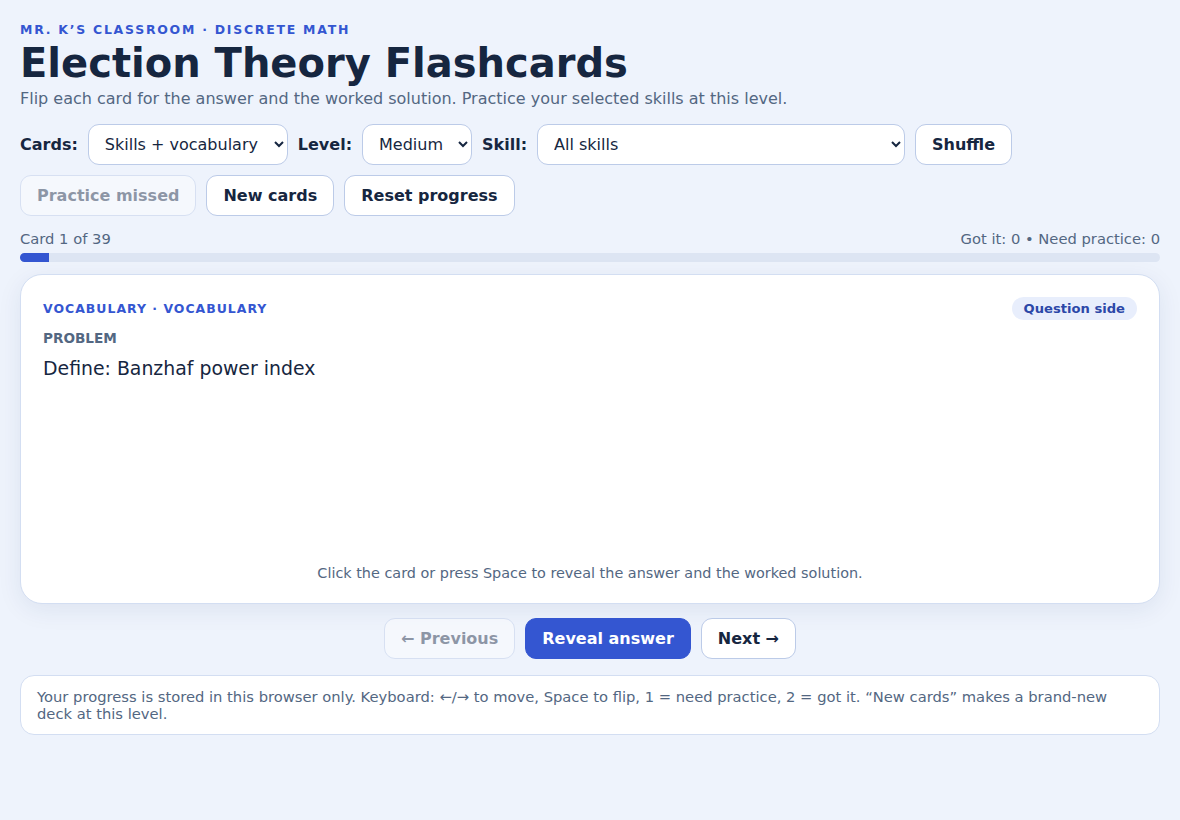 MR. K’S CLASSROOM · DISCRETE MATH
Election Theory Flashcards
Flip each card for the answer and the worked solution. Practice your selected skills at this level.
Cards: Skills + vocabulary Level: Medium Skill: All skills Shuffle
Practice missed New cards Reset progress
Card 1 of 39 Got it: 0 • Need practice: 0
VOCABULARY · VOCABULARY Question side
PROBLEM
Define: Banzhaf power index
Click the card or press Space to reveal the answer and the worked solution.
← Previous Reveal answer Next →
Your progress is stored in this browser only. Keyboard: ←/→ to move, Space to flip, 1 = need practice, 2 = got it. “New cards” makes a brand-new
deck at this level.